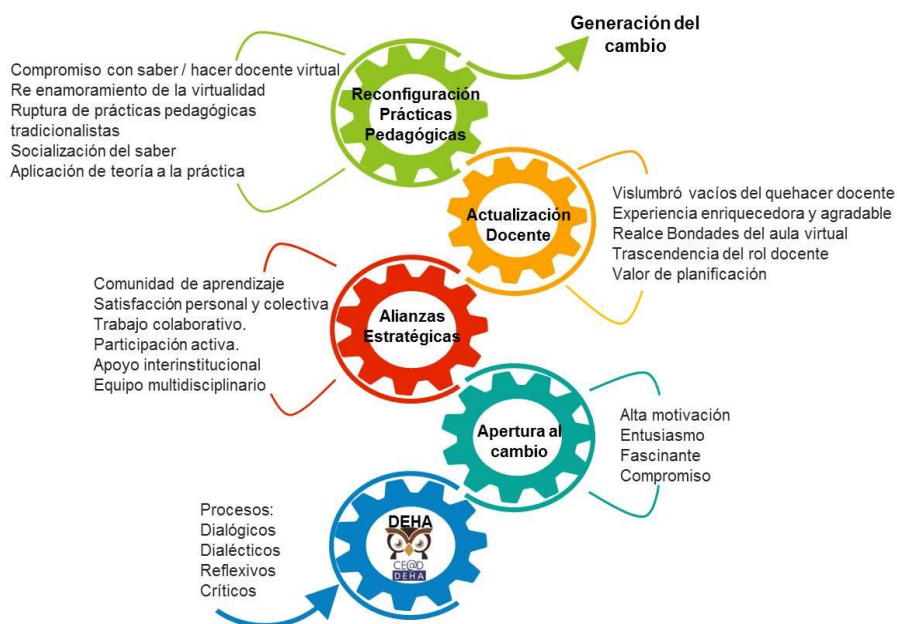 Generación del
cambio
Compromiso con saber / hacer docente virtual
Re enamoramiento de la virtualidad
Ruptura de prácticas pedagógicas
tradicionalistas
Socialización del saber
Aplicación de teoría a la práctica
Reconfiguración
Prácticas
Pedagógicas
Actualización
Docente
Vislumbró vacíos del quehacer docente
Experiencia enriquecedora y agradable
Realce Bondades del aula virtual
Trascendencia del rol docente
Valor de planificación
Comunidad de aprendizaje
Satisfacción personal y colectiva
Trabajo colaborativo.
Participación activa.
Apoyo interinstitucional
Equipo multidisciplinario
Alianzas
Estratégicas
Apertura al
cambio
Alta motivación
Entusiasmo
Fascinante
Compromiso
Procesos:
Dialógicos
Dialécticos
Reflexivos
Críticos
DEHA
CE@D
DEHA